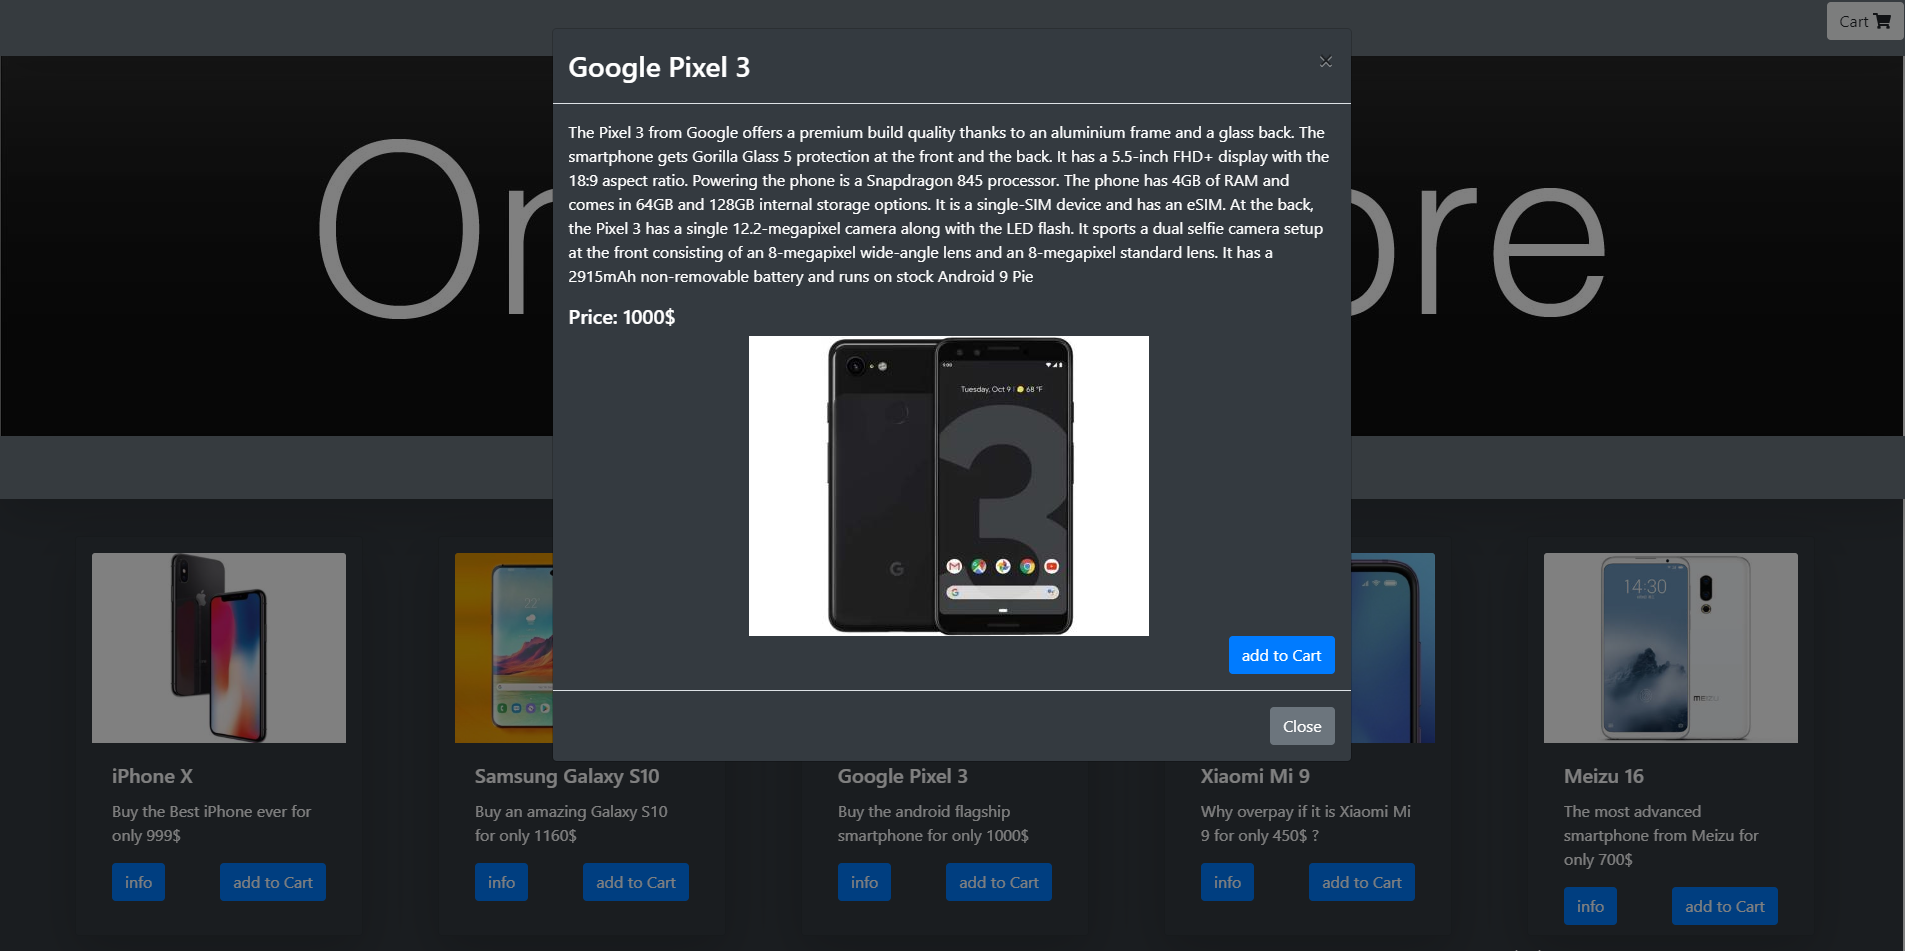 Cart
Google Pixel 3
×
The Pixel 3 from Google offers a premium build quality thanks to an aluminium frame and a glass back. The
smartphone gets Gorilla Glass 5 protection at the front and the back. It has a 5.5-inch FHD+ display with the
18:9 aspect ratio. Powering the phone is a Snapdragon 845 processor. The phone has 4GB of RAM and
comes in 64GB and 128GB internal storage options. It is a single-SIM device and has an eSIM. At the back,
the Pixel 3 has a single 12.2-megapixel camera along with the LED flash. It sports a dual selfie camera setup
at the front consisting of an 8-megapixel wide-angle lens and an 8-megapixel standard lens. It has a
2915mAh non-removable battery and runs on stock Android 9 Pie
Price: 1000$
Tuesday, Oct 9 | 68 °F
3
G
add to Cart
Close
22
14:30
MEIZU
iPhone X
Buy the Best iPhone ever for
only 999$
info
add to Cart
Samsung Galaxy S10
Buy an amazing Galaxy S10
for only 1160$
info
add to Cart
Google Pixel 3
Buy the android flagship
smartphone for only 1000$
info
add to Cart
Xiaomi Mi 9
Why overpay if it is Xiaomi Mi
9 for only 450$ ?
info
add to Cart
Meizu 16
The most advanced
smartphone from Meizu for
only 700$
info
add to Cart